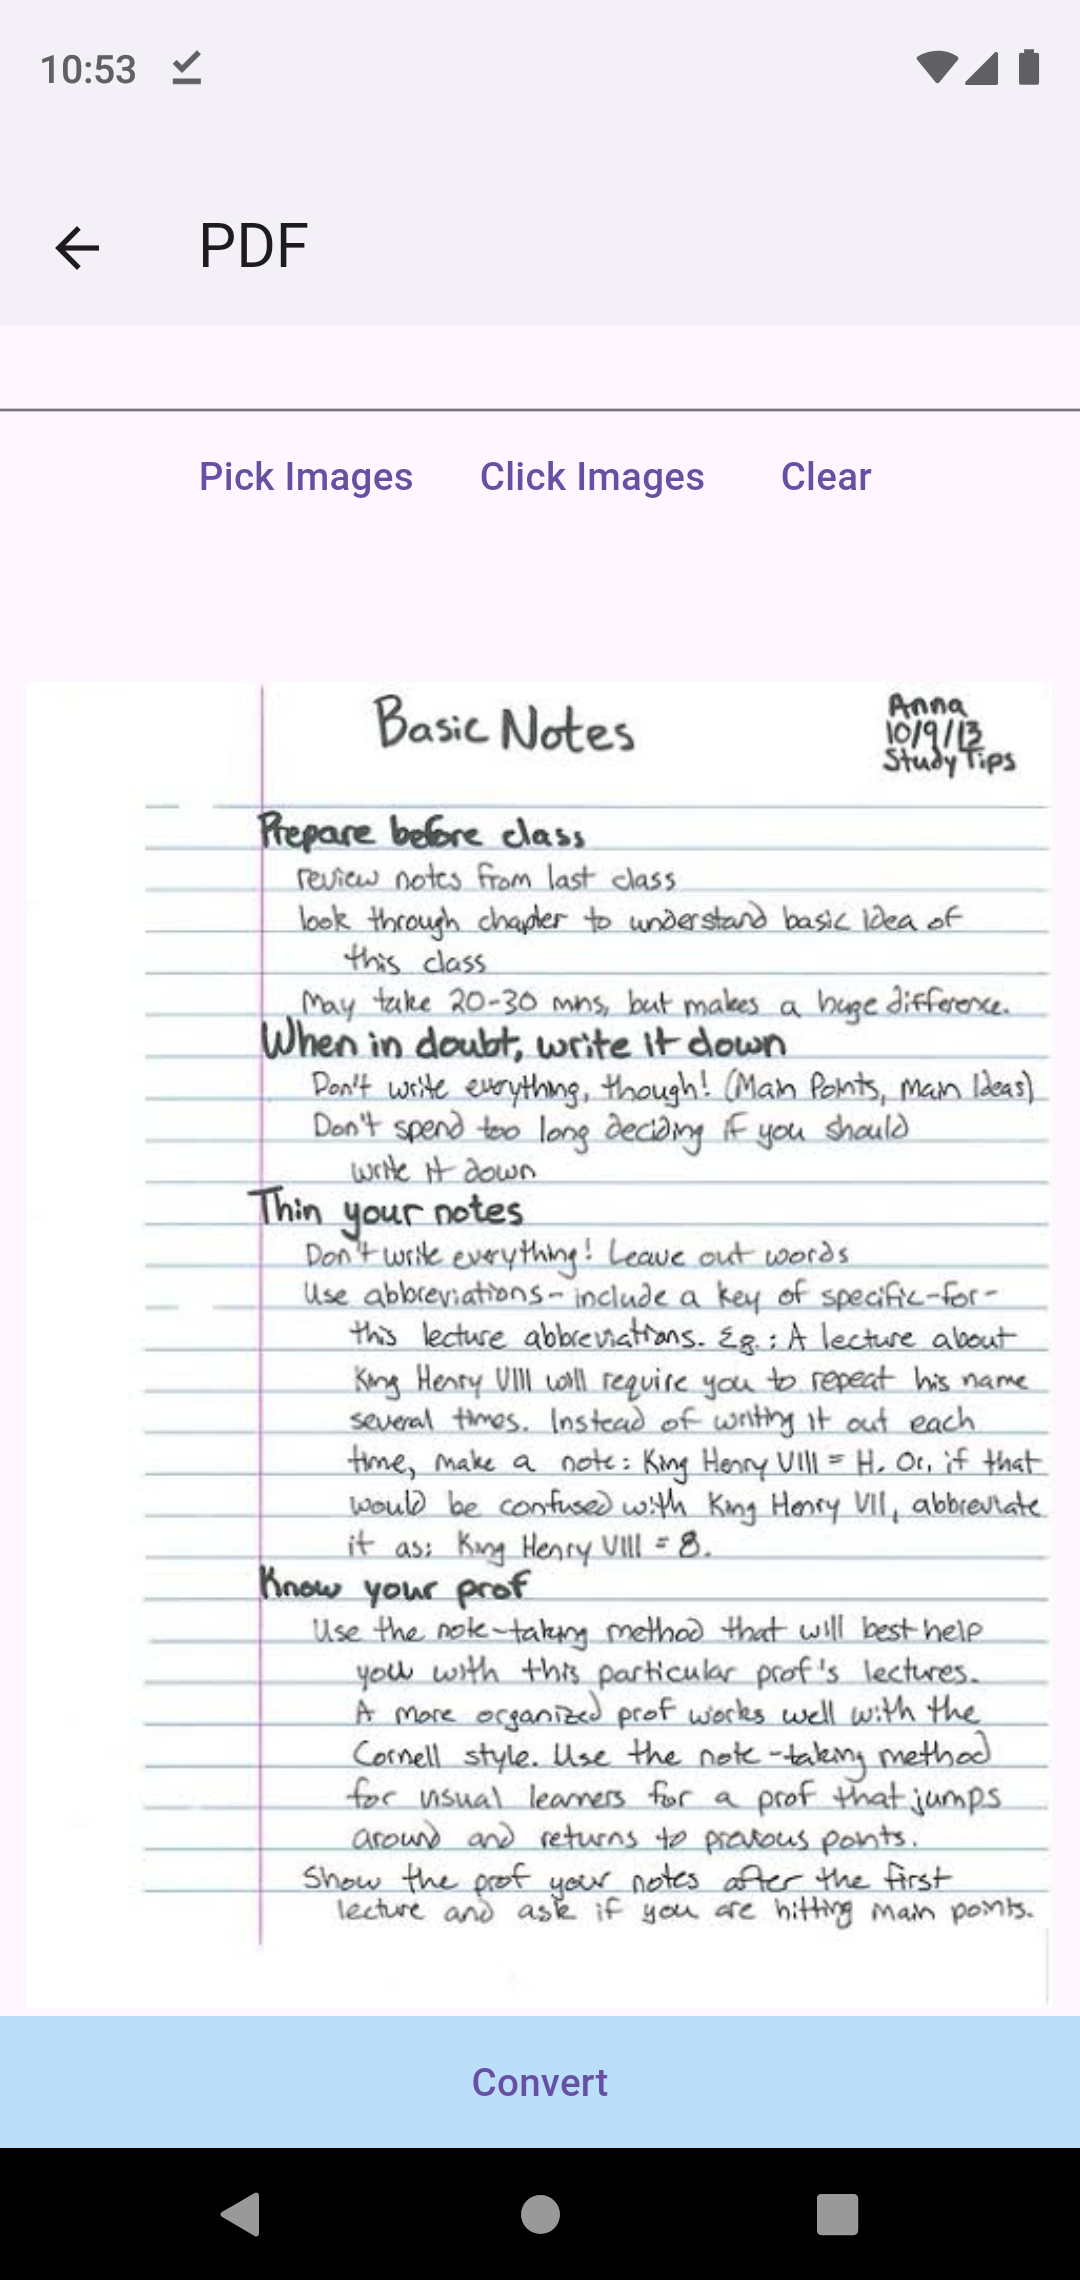 10:53
PDF
Pick Images Click Images Clear
Basic Notes
Anna
10/9/13
Study Tips
Prepare before class
review notes from last class
look through chapter to understand basic idea of
this class
May take 20-30 mns, but makes a huge difference.
When in doubt, write it down
Don't write everything, though! (Main Points, Main Ideas)
Don't spend too long deciding if you should
write it down
Thin your notes
Don't write everything! Leave out words
Use abbreviations - include a key of specific-for-
this lecture abbreviations. Eg.: A lecture about
King Henry VIII will require you to repeat his name
several times. Instead of writing it out each
time, make a note: King Henry VIII = H. Or, if that
would be confused with King Henry VII, abbreviate
it as: King Henry VIII = 8.
Know your prof
Use the note-taking method that will best help
you with this particular prof's lectures.
A more organized prof works well with the
Cornell style. Use the note-taking method
for visual learners for a prof that jumps
around and returns to points.
Show the prof your notes after the first
lecture and ask if you are hitting main points.
Convert